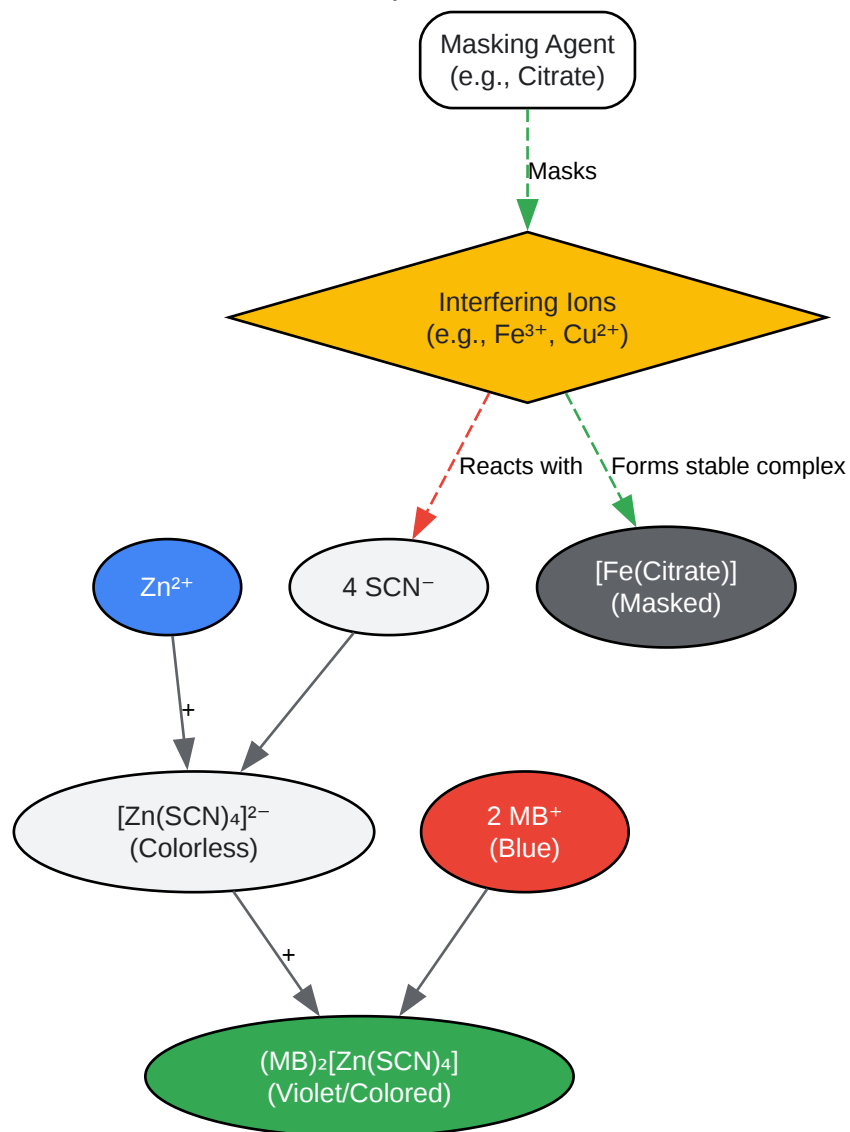 Masking Agent
(e.g., Citrate)
Masks
Interfering Ions
(e.g., Fe³⁺, Cu²⁺)
Reacts with
Forms stable complex
Zn²⁺
4 SCN⁻
[Fe(Citrate)]
(Masked)
+
[Zn(SCN)₄]²⁻
(Colorless)
2 MB⁺
(Blue)
+
(MB)₂[Zn(SCN)₄]
(Violet/Colored)